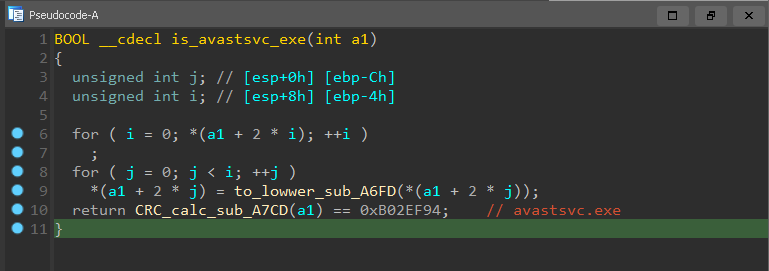 Pseudocode-A
1 BOOL __cdecl is_avastsvc_exe(int a1)
2 {
3 unsigned int j; // [esp+0h] [ebp-Ch]
4 unsigned int i; // [esp+8h] [ebp-4h]
5
6 for ( i = 0; *(a1 + 2 * i); ++i )
7 ;
8 for ( j = 0; j < i; ++j )
9 *(a1 + 2 * j) = to_lowwer_sub_A6FD(*(a1 + 2 * j));
10 return CRC_calc_sub_A7CD(a1) == 0xB02EF94; // avastsvc.exe
11 }